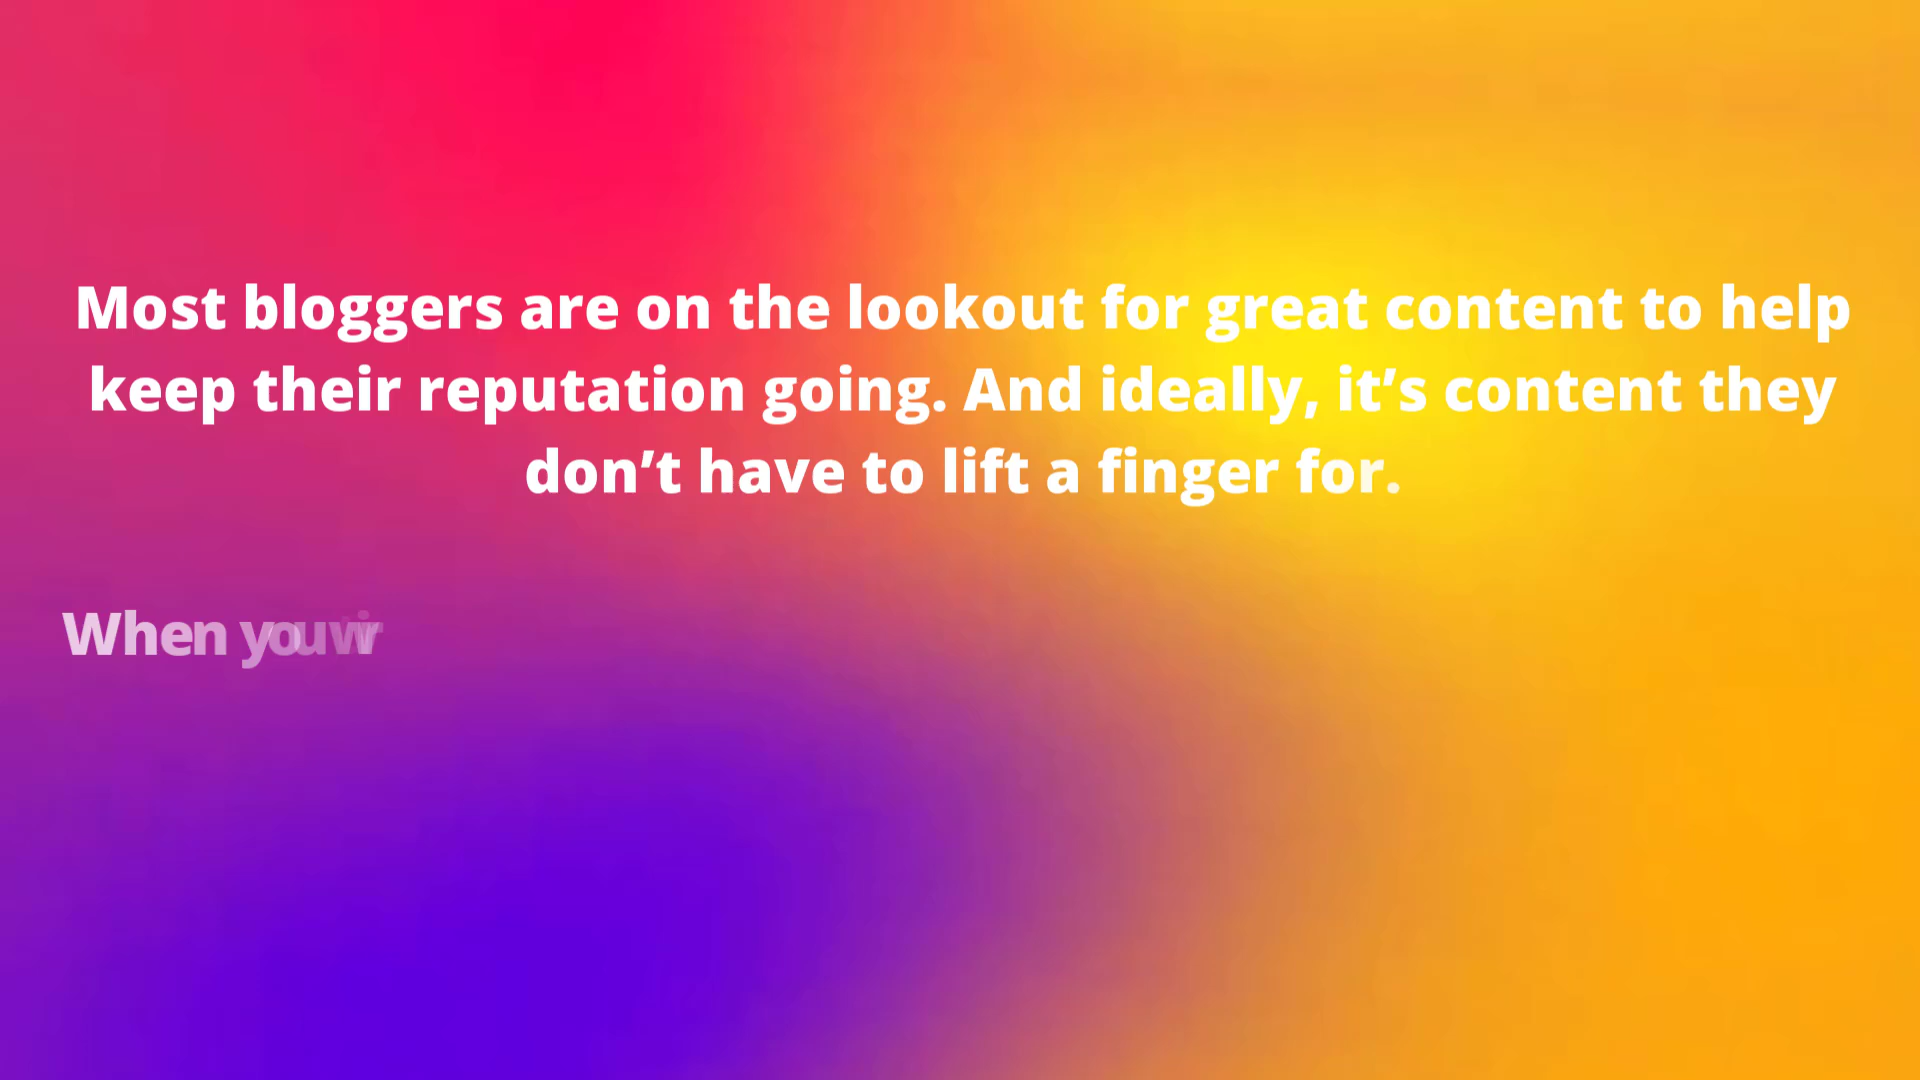 Most bloggers are on the lookout for great content to help
keep their reputation going. And ideally, it’s content they
don’t have to lift a finger for.
When you